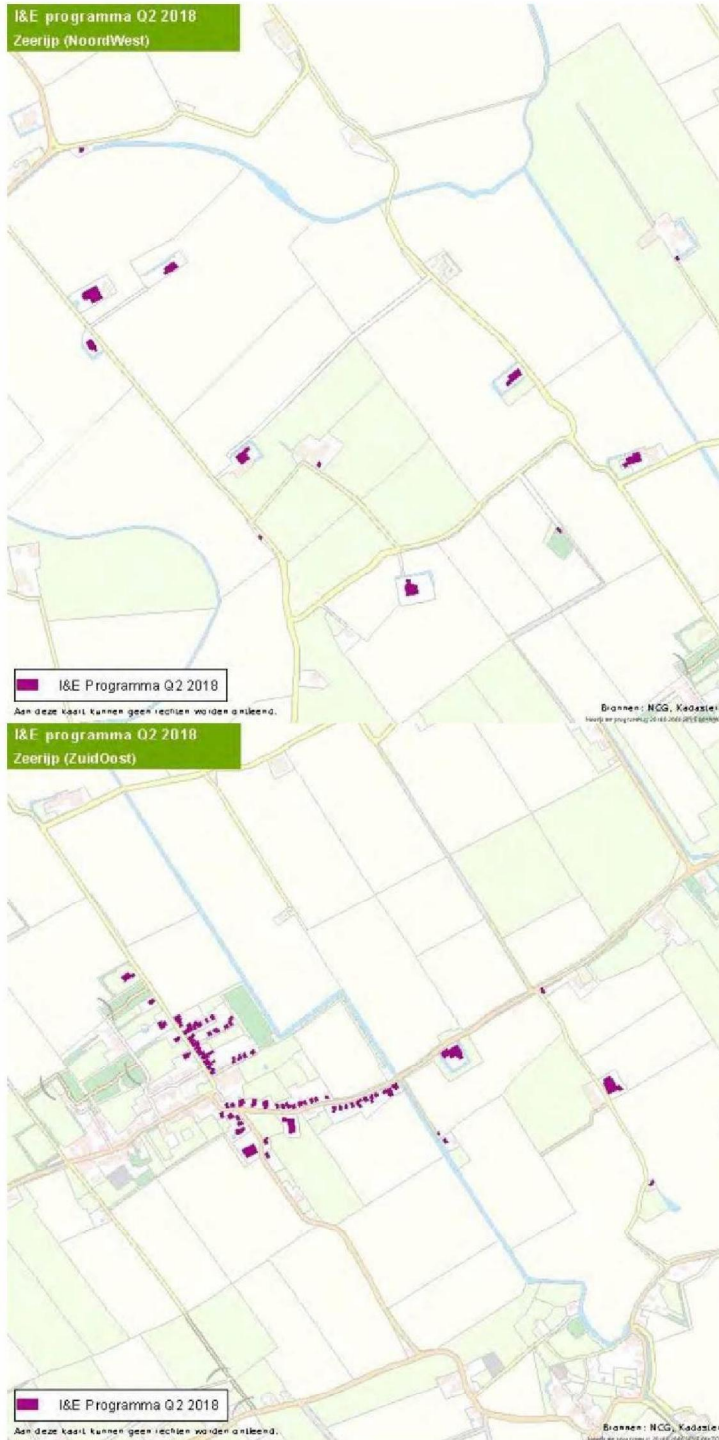 I&E programma Q2 2018
Zeerijp (NoordWest)
I&E Programma Q2 2018
Aan deze kaart kunnen geen rechten worden ontleend.
Bronnen: NCG, Kadaster
I&E programma Q2 2018
Zeerijp (ZuidOost)
I&E Programma Q2 2018
Aan deze kaart kunnen geen rechten worden ontleend.
Bronnen: NCG, Kadaster